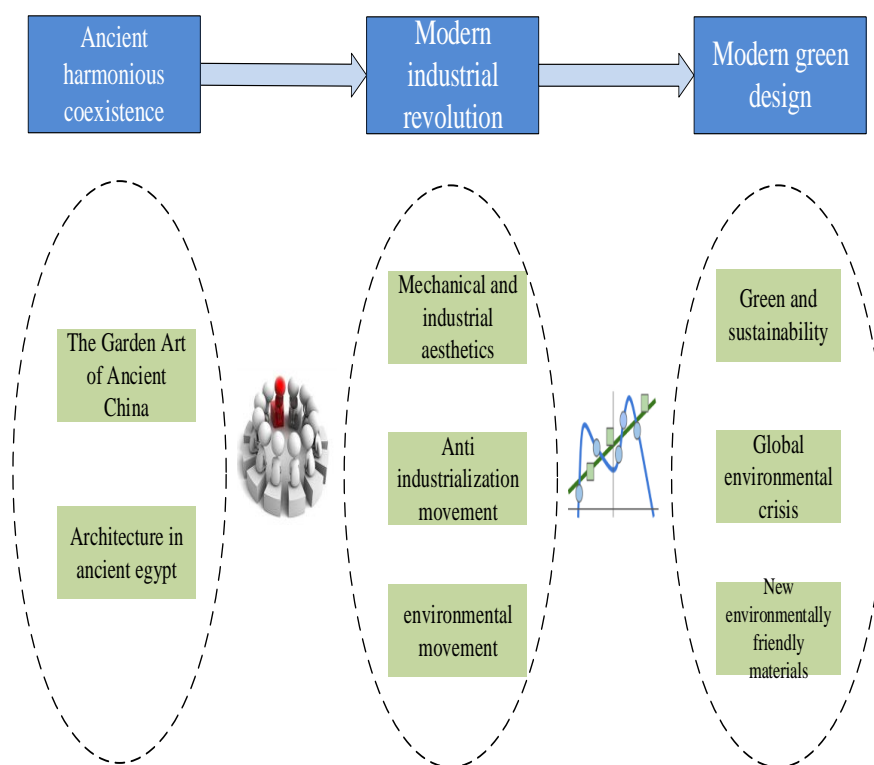 Ancient
harmonious
coexistence
Modern
industrial
revolution
Modern green
design
The Garden Art
of Ancient
China
Architecture in
ancient egypt
Mechanical and
industrial
aesthetics
Anti
industrialization
movement
environmental
movement
Green and
sustainability
Global
environmental
crisis
New
environmentally
friendly
materials